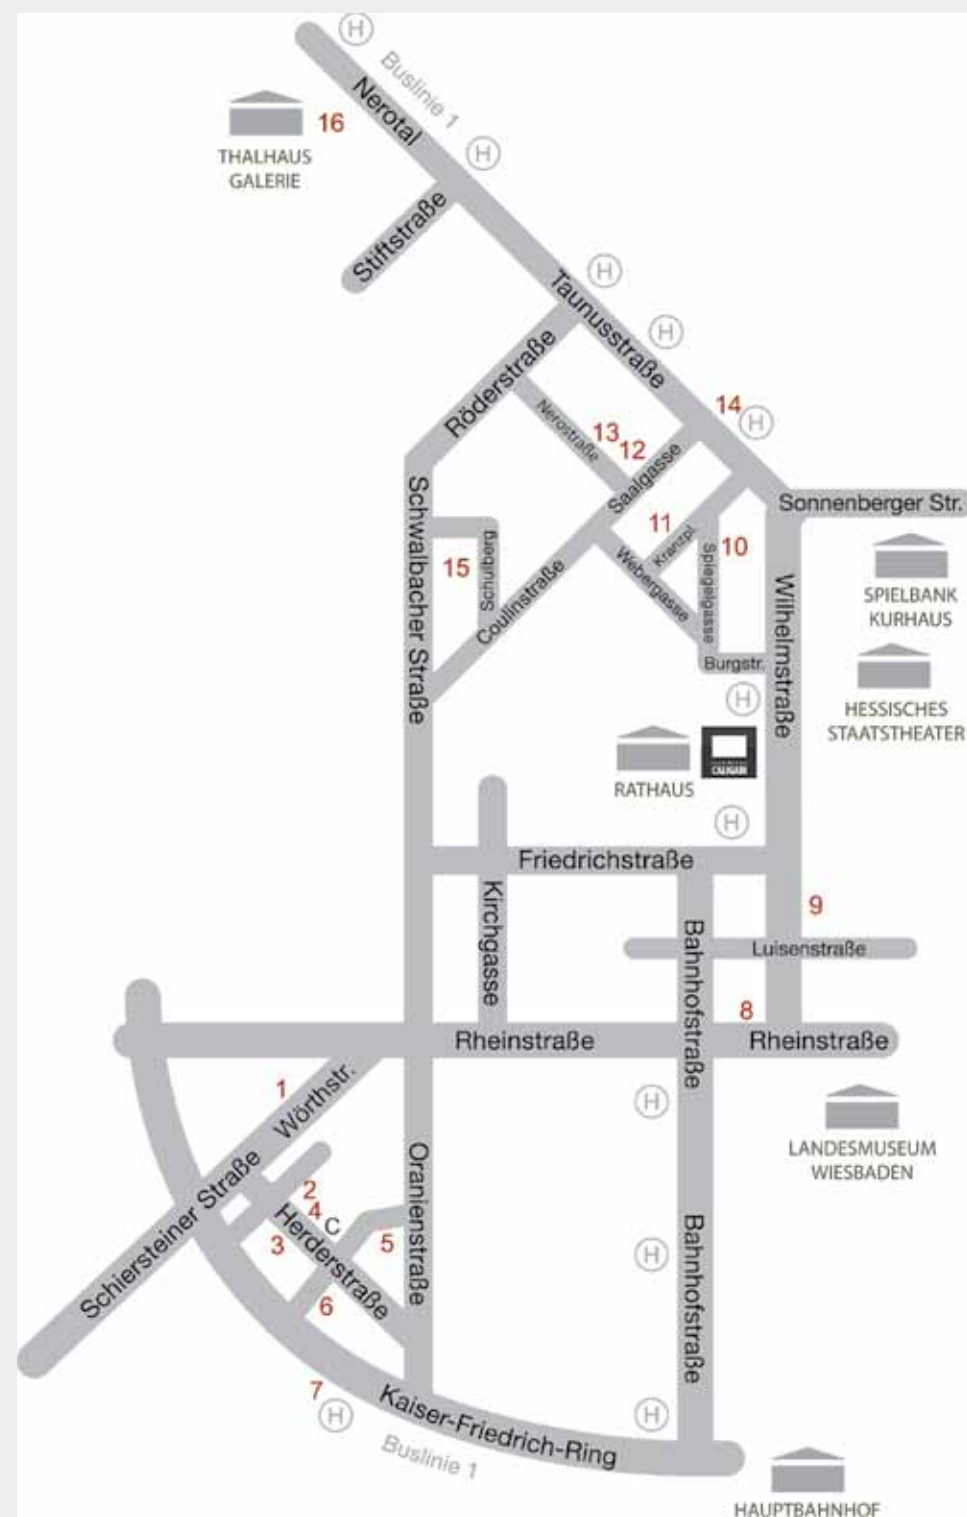 H
Buslinie 1
Nerotal
16
THALHAUS
GALERIE
H
Stiftstraße
H
Taunusstraße
H
Röderstraße
14
H
Nerostraße
13
12
Saalgasse
Sonnenberger Str.
Schwalbacher Straße
11
Kranzpl.
10
Spiegelgasse
15
Schulberg
Coulinstraße
Webergasse
Wilhelmstraße
SPIELBANK
KURHAUS
Burgstr.
H
HESSISCHES
STAATSTHEATER
RATHAUS
CALIGARI
H
Friedrichstraße
Kirchgasse
9
Bahnhofstraße
Luisenstraße
8
Rheinstraße
Rheinstraße
1
Wörthstr.
H
LANDESMUSEUM
WIESBADEN
Schiersteiner Straße
Oranienstraße
2
4
C
3
Herderstraße
5
H
Bahnhofstraße
6
7
H
Kaiser-Friedrich-Ring
H
Buslinie 1
HAUPTBAHNHOF